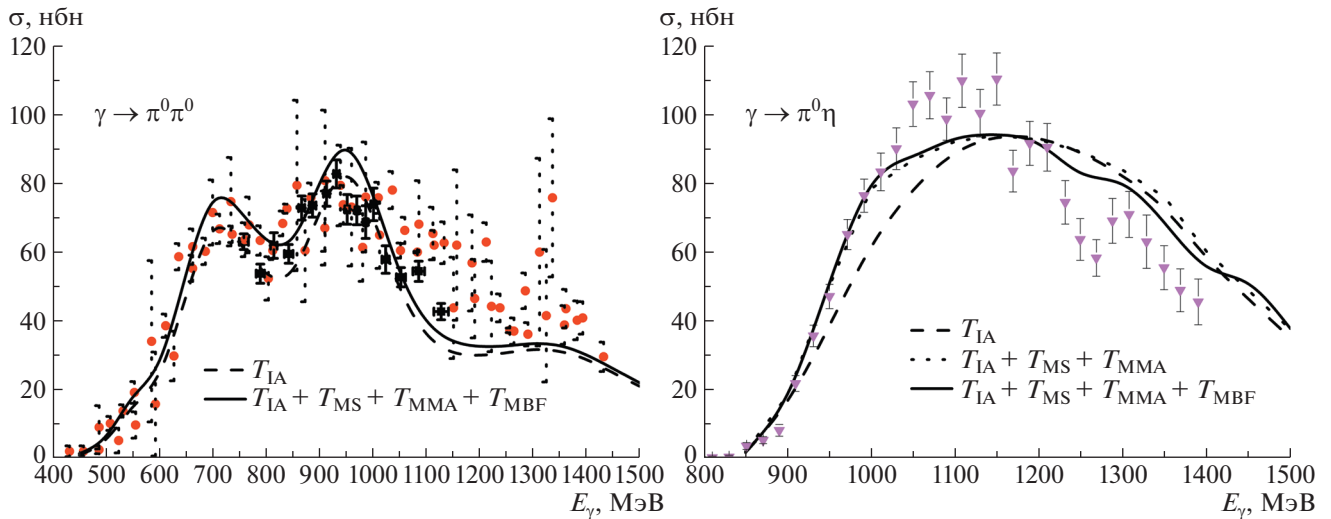 σ, нбн
120
100
80
60
40
20
0
γ → π⁰π⁰
T_IA
T_IA + T_MS + T_MMA + T_MBF
400 500 600 700 800 900 1000 1100 1200 1300 1400 1500
E_γ, МэВ
σ, нбн
120
100
80
60
40
20
0
γ → π⁰η
T_IA
T_IA + T_MS + T_MMA
T_IA + T_MS + T_MMA + T_MBF
800 900 1000 1100 1200 1300 1400 1500
E_γ, МэВ